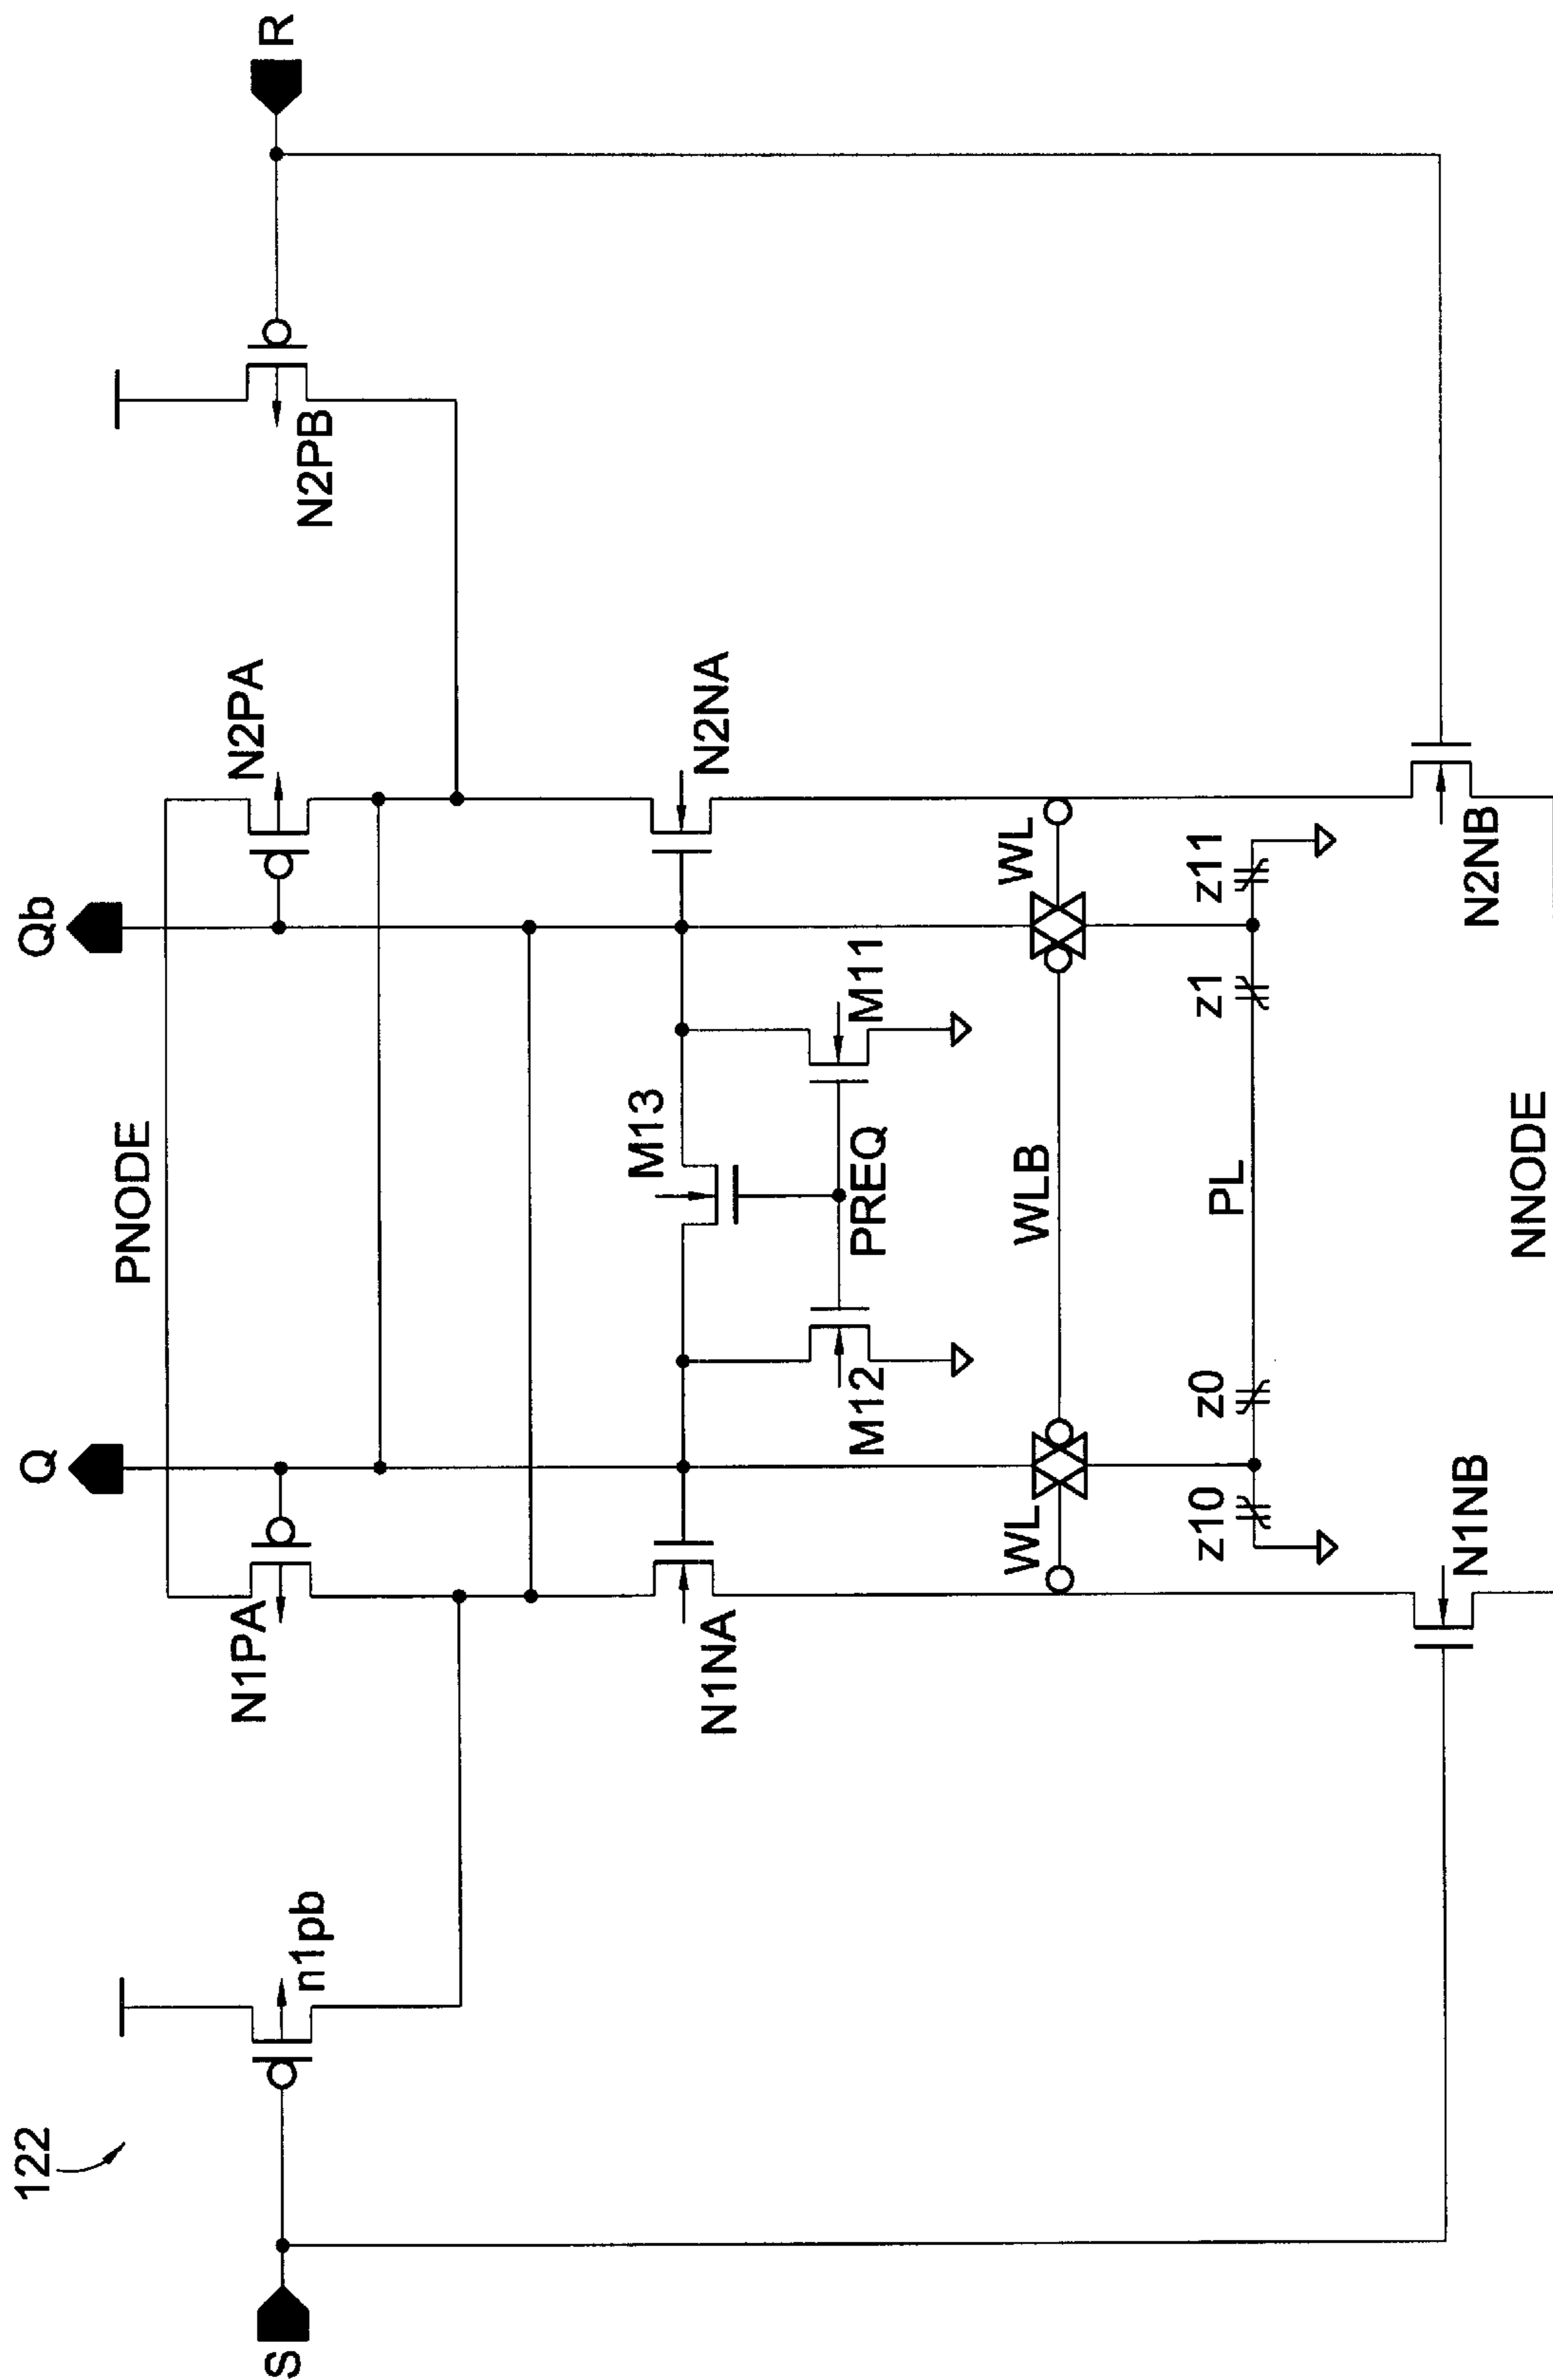 122
S
R
Q
Qb
PNODE
n1pb
N1PA
N2PA
N2PB
N1NA
N2NA
M13
M12
M11
PREQ
WL
WLB
WL
PL
z10
z0
z1
z11
N1NB
N2NB
NNODE